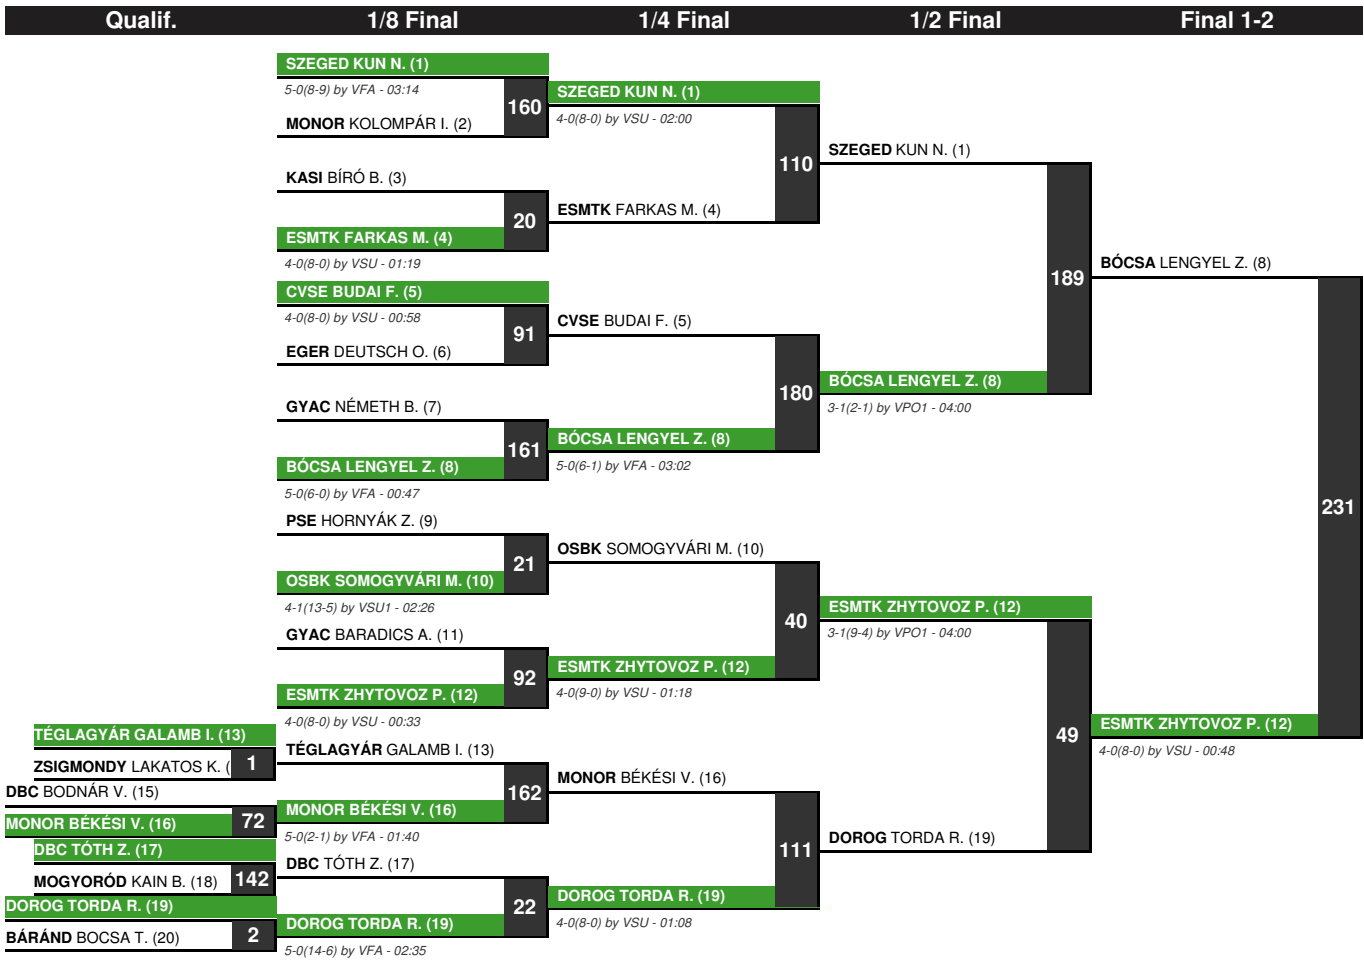 Qualif.
1/8 Final
1/4 Final
1/2 Final
Final 1-2
TÉGLAGYÁR GALAMB I. (13)
ZSIGMONDY LAKATOS K. (
1
DBC BODNÁR V. (15)
MONOR BÉKÉSI V. (16)
72
DBC TÓTH Z. (17)
MOGYORÓD KAIN B. (18)
142
DOROG TORDA R. (19)
BÁRÁND BOCSA T. (20)
2
SZEGED KUN N. (1)
5-0(8-9) by VFA - 03:14
MONOR KOLOMPÁR I. (2)
160
KASI BÍRÓ B. (3)
20
ESMTK FARKAS M. (4)
4-0(8-0) by VSU - 01:19
CVSE BUDAI F. (5)
4-0(8-0) by VSU - 00:58
EGER DEUTSCH O. (6)
91
GYAC NÉMETH B. (7)
161
BÓCSA LENGYEL Z. (8)
5-0(6-0) by VFA - 00:47
PSE HORNYÁK Z. (9)
21
OSBK SOMOGYVÁRI M. (10)
4-1(13-5) by VSU1 - 02:26
GYAC BARADICS A. (11)
92
ESMTK ZHYTOVOZ P. (12)
4-0(8-0) by VSU - 00:33
TÉGLAGYÁR GALAMB I. (13)
162
MONOR BÉKÉSI V. (16)
5-0(2-1) by VFA - 01:40
DBC TÓTH Z. (17)
22
DOROG TORDA R. (19)
5-0(14-6) by VFA - 02:35
SZEGED KUN N. (1)
4-0(8-0) by VSU - 02:00
110
ESMTK FARKAS M. (4)
CVSE BUDAI F. (5)
180
BÓCSA LENGYEL Z. (8)
5-0(6-1) by VFA - 03:02
OSBK SOMOGYVÁRI M. (10)
40
ESMTK ZHYTOVOZ P. (12)
4-0(9-0) by VSU - 01:18
MONOR BÉKÉSI V. (16)
111
DOROG TORDA R. (19)
4-0(8-0) by VSU - 01:08
SZEGED KUN N. (1)
189
BÓCSA LENGYEL Z. (8)
3-1(2-1) by VPO1 - 04:00
ESMTK ZHYTOVOZ P. (12)
3-1(9-4) by VPO1 - 04:00
49
DOROG TORDA R. (19)
BÓCSA LENGYEL Z. (8)
231
ESMTK ZHYTOVOZ P. (12)
4-0(8-0) by VSU - 00:48